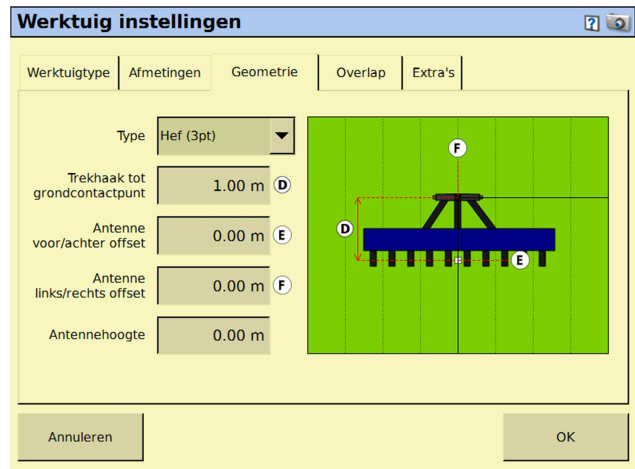 Werktuig instellingen
?
Werktuigtype
Afmetingen
Geometrie
Overlap
Extra's
Type
Hef (3pt)
Trekhaak tot
grondcontactpunt
1.00 m
D
Antenne
voor/achter offset
0.00 m
E
Antenne
links/rechts offset
0.00 m
F
Antennehoogte
0.00 m
F
D
E
Annuleren
OK